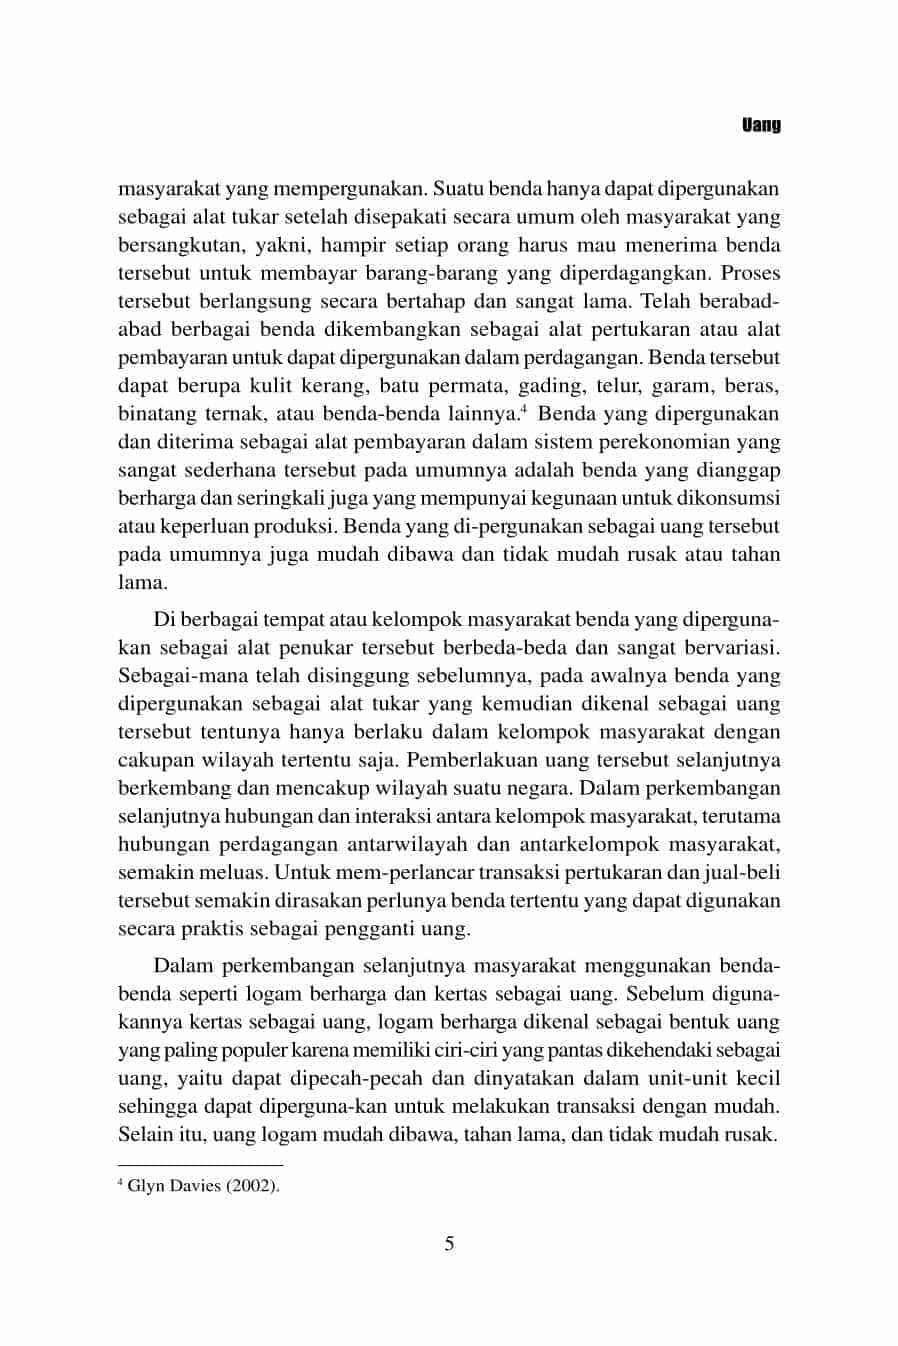 Uang
masyarakat yang mempergunakan. Suatu benda hanya dapat dipergunakan
sebagai alat tukar setelah disepakati secara umum oleh masyarakat yang
bersangkutan, yakni, hampir setiap orang harus mau menerima benda
tersebut untuk membayar barang-barang yang diperdagangkan. Proses
tersebut berlangsung secara bertahap dan sangat lama. Telah berabad-
abad berbagai benda dikembangkan sebagai alat pertukaran atau alat
pembayaran untuk dapat dipergunakan dalam perdagangan. Benda tersebut
dapat berupa kulit kerang, batu permata, gading, telur, garam, beras,
binatang ternak, atau benda-benda lainnya.⁴ Benda yang dipergunakan
dan diterima sebagai alat pembayaran dalam sistem perekonomian yang
sangat sederhana tersebut pada umumnya adalah benda yang dianggap
berharga dan seringkali juga yang mempunyai kegunaan untuk dikonsumsi
atau keperluan produksi. Benda yang di-pergunakan sebagai uang tersebut
pada umumnya juga mudah dibawa dan tidak mudah rusak atau tahan
lama.
Di berbagai tempat atau kelompok masyarakat benda yang diperguna-
kan sebagai alat penukar tersebut berbeda-beda dan sangat bervariasi.
Sebagai-mana telah disinggung sebelumnya, pada awalnya benda yang
dipergunakan sebagai alat tukar yang kemudian dikenal sebagai uang
tersebut tentunya hanya berlaku dalam kelompok masyarakat dengan
cakupan wilayah tertentu saja. Pemberlakuan uang tersebut selanjutnya
berkembang dan mencakup wilayah suatu negara. Dalam perkembangan
selanjutnya hubungan dan interaksi antara kelompok masyarakat, terutama
hubungan perdagangan antarwilayah dan antarkelompok masyarakat,
semakin meluas. Untuk mem-perlancar transaksi pertukaran dan jual-beli
tersebut semakin dirasakan perlunya benda tertentu yang dapat digunakan
secara praktis sebagai pengganti uang.
Dalam perkembangan selanjutnya masyarakat menggunakan benda-
benda seperti logam berharga dan kertas sebagai uang. Sebelum diguna-
kannya kertas sebagai uang, logam berharga dikenal sebagai bentuk uang
yang paling populer karena memiliki ciri-ciri yang pantas dikehendaki sebagai
uang, yaitu dapat dipecah-pecah dan dinyatakan dalam unit-unit kecil
sehingga dapat diperguna-kan untuk melakukan transaksi dengan mudah.
Selain itu, uang logam mudah dibawa, tahan lama, dan tidak mudah rusak.
⁴ Glyn Davies (2002).
5